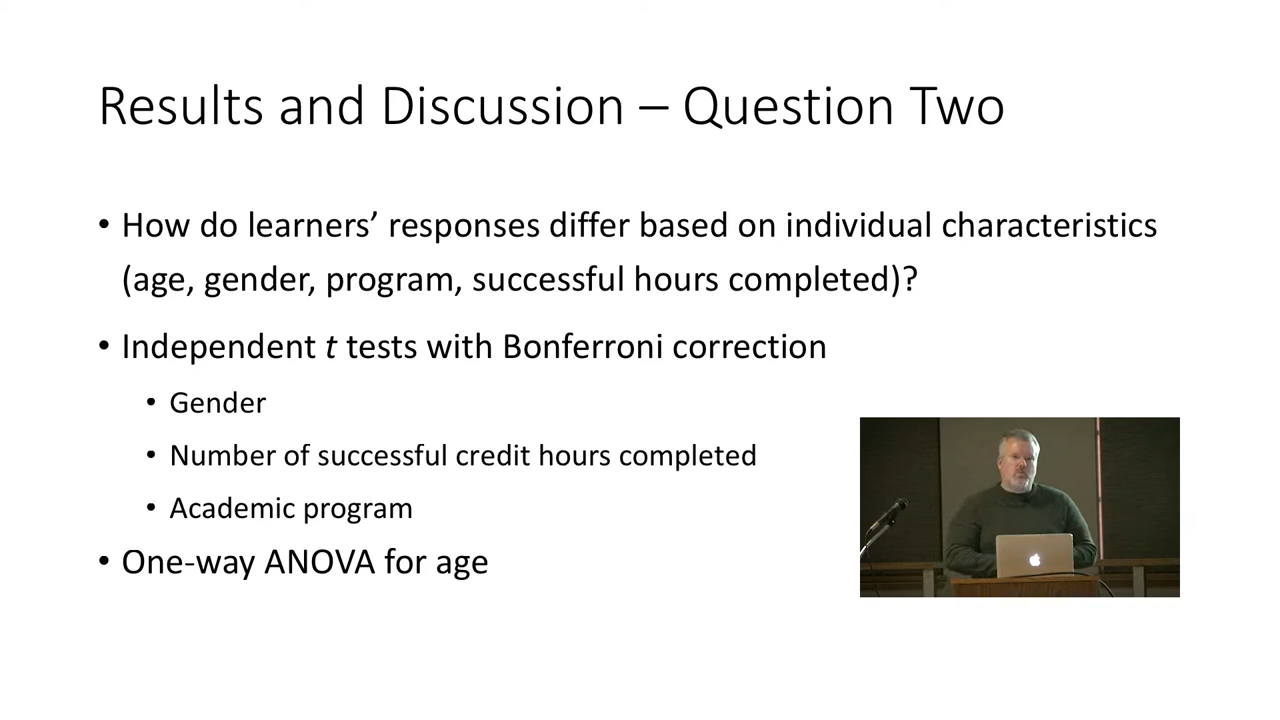 Results and Discussion – Question Two
• How do learners’ responses differ based on individual characteristics
(age, gender, program, successful hours completed)?
• Independent t tests with Bonferroni correction
• Gender
• Number of successful credit hours completed
• Academic program
• One-way ANOVA for age